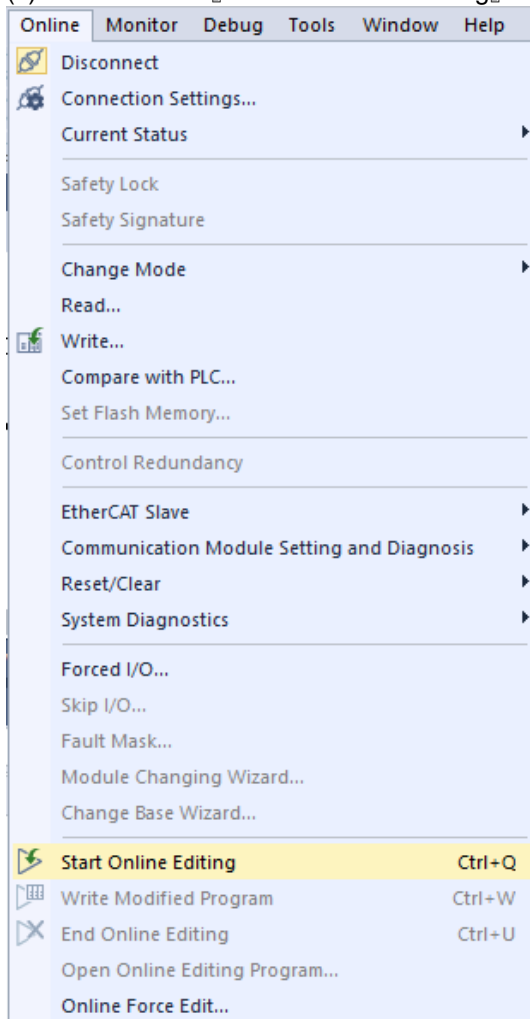 Online Monitor Debug Tools Window Help
Disconnect
Connection Settings...
Current Status
Safety Lock
Safety Signature
Change Mode
Read...
Write...
Compare with PLC...
Set Flash Memory...
Control Redundancy
EtherCAT Slave
Communication Module Setting and Diagnosis
Reset/Clear
System Diagnostics
Forced I/O...
Skip I/O...
Fault Mask...
Module Changing Wizard...
Change Base Wizard...
Start Online Editing Ctrl+Q
Write Modified Program Ctrl+W
End Online Editing Ctrl+U
Open Online Editing Program...
Online Force Edit...